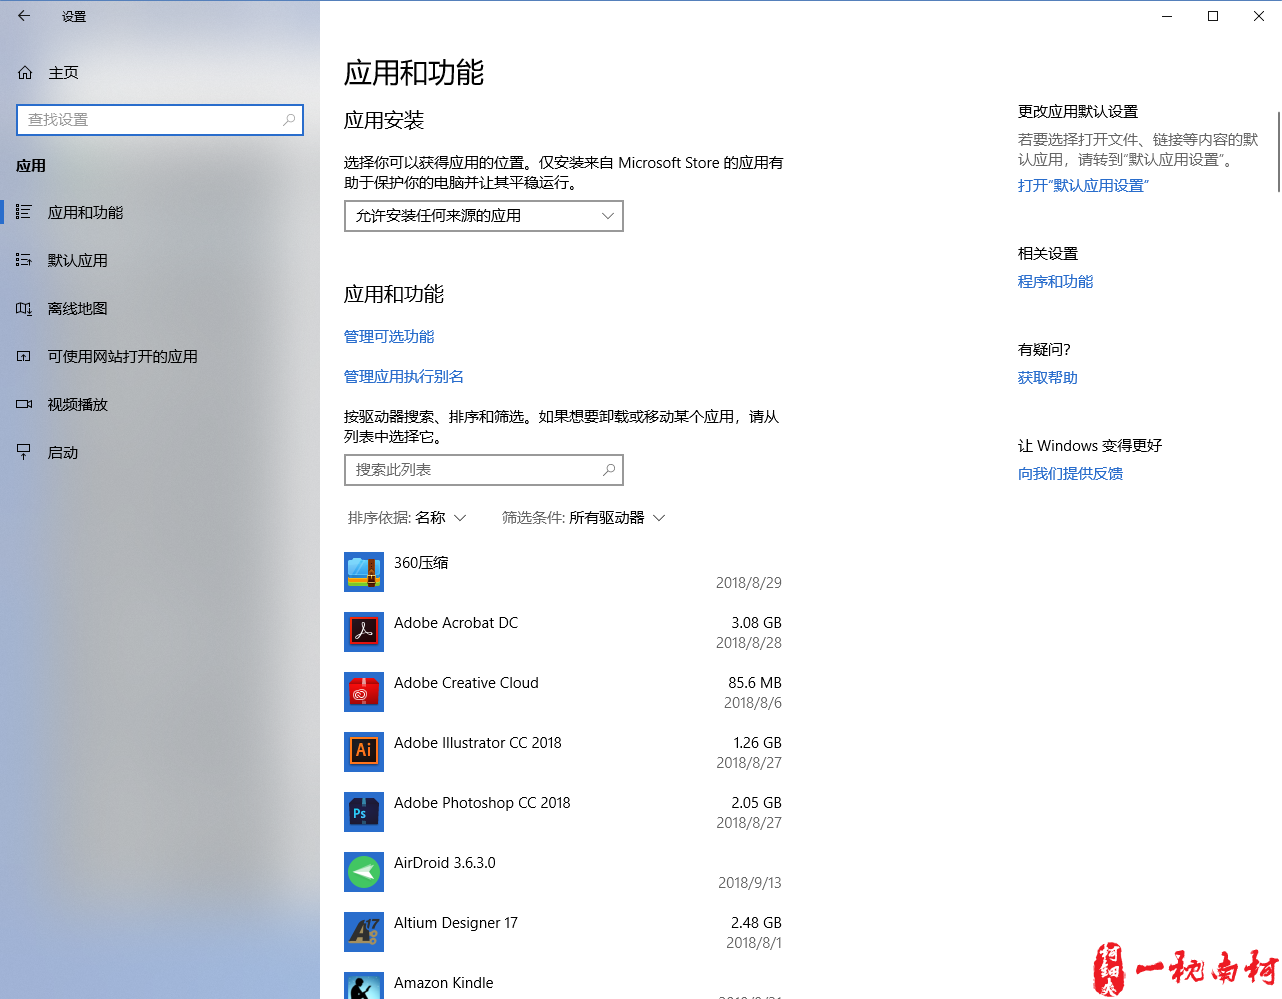 设置
主页
查找设置
应用
应用和功能
默认应用
离线地图
可使用网站打开的应用
视频播放
启动
应用和功能
应用安装
选择你可以获得应用的位置。仅安装来自 Microsoft Store 的应用有
助于保护你的电脑并让其平稳运行。
允许安装任何来源的应用
应用和功能
管理可选功能
管理应用执行别名
按驱动器搜索、排序和筛选。如果想要卸载或移动某个应用，请从
列表中选择它。
搜索此列表
排序依据: 名称 筛选条件: 所有驱动器
360压缩
2018/8/29
Adobe Acrobat DC 3.08 GB
2018/8/28
Adobe Creative Cloud 85.6 MB
2018/8/6
Adobe Illustrator CC 2018 1.26 GB
Ai
2018/8/27
Adobe Photoshop CC 2018 2.05 GB
Ps
2018/8/27
AirDroid 3.6.3.0
2018/9/13
Altium Designer 17 2.48 GB
2018/8/1
Amazon Kindle
更改应用默认设置
若要选择打开文件、链接等内容的默
认应用，请转到“默认应用设置”。
打开“默认应用设置”
相关设置
程序和功能
有疑问?
获取帮助
让 Windows 变得更好
向我们提供反馈
一枕南柯